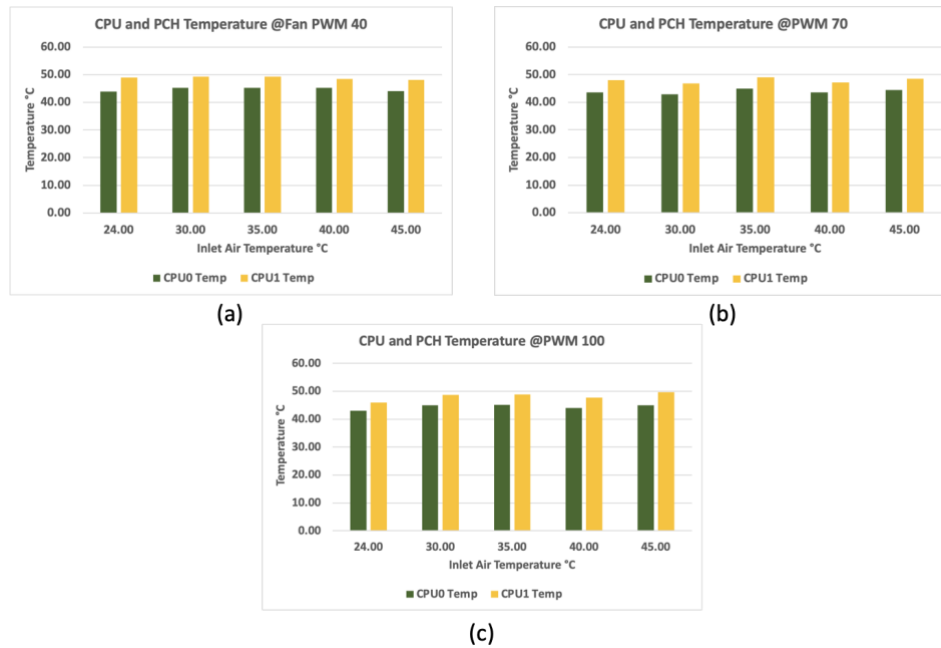 CPU and PCH Temperature @Fan PWM 40
60.00
50.00
40.00
30.00
20.00
10.00
0.00
Temperature °C
24.00 30.00 35.00 40.00 45.00
Inlet Air Temperature °C
CPU0 Temp CPU1 Temp
(a)
CPU and PCH Temperature @PWM 70
60.00
50.00
40.00
30.00
20.00
10.00
0.00
Temperature °C
24.00 30.00 35.00 40.00 45.00
Inlet Air Temperature °C
CPU0 Temp CPU1 Temp
(b)
CPU and PCH Temperature @PWM 100
60.00
50.00
40.00
30.00
20.00
10.00
0.00
Temperature °C
24.00 30.00 35.00 40.00 45.00
Inlet Air Temperature °C
CPU0 Temp CPU1 Temp
(c)